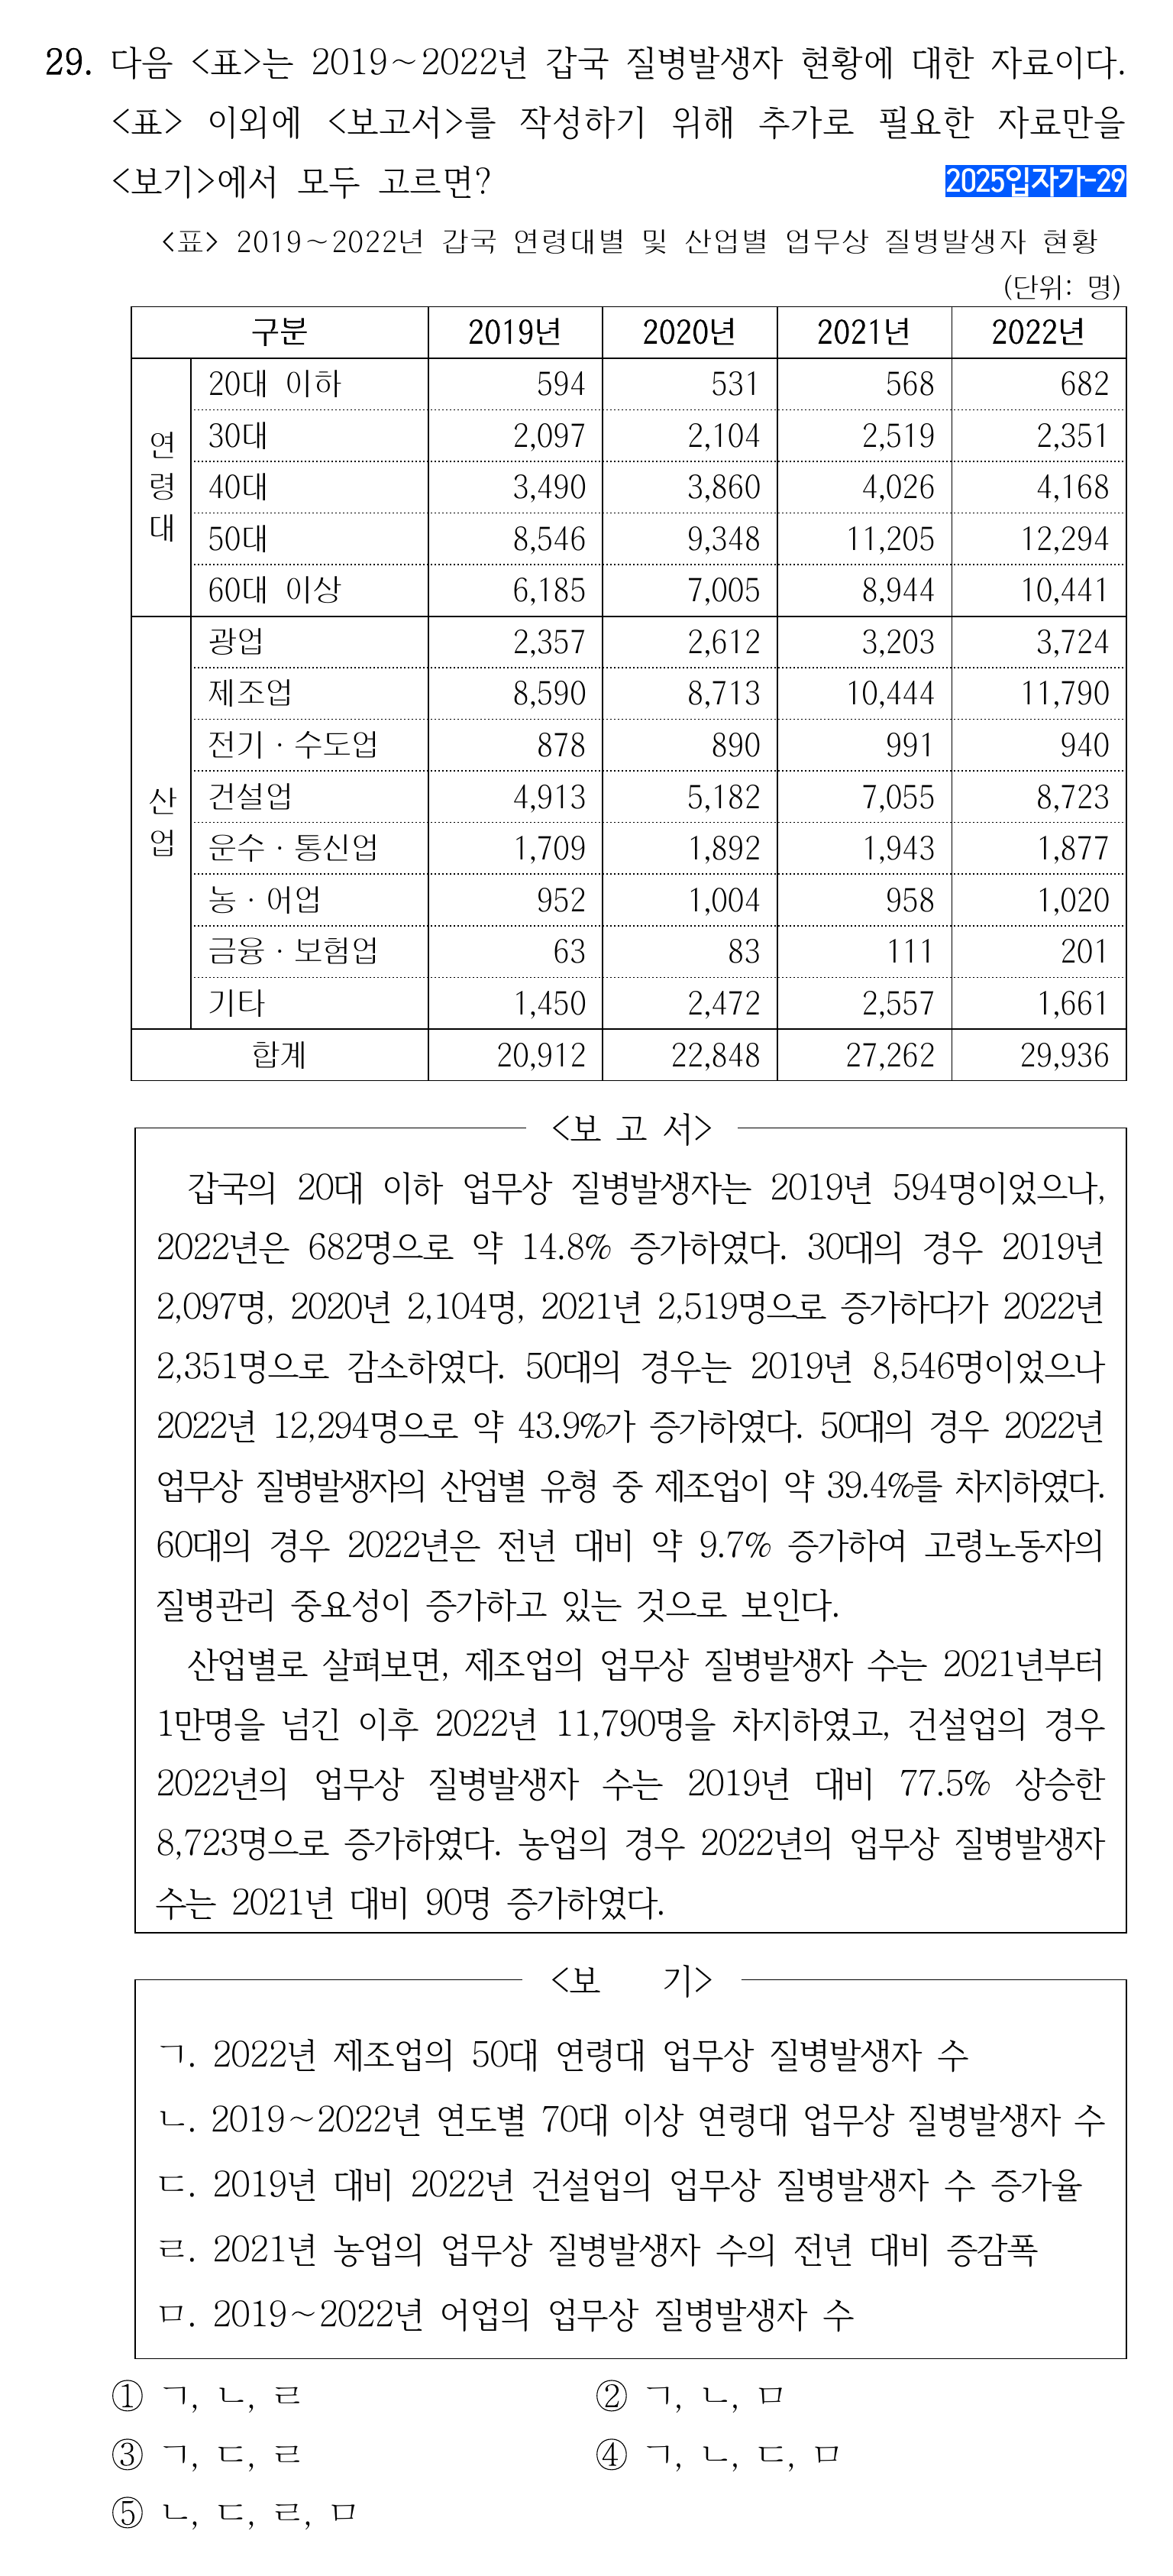 29. 다음 <표>는 2019~2022년 갑국 질병발생자 현황에 대한 자료이다.
<표> 이외에 <보고서>를 작성하기 위해 추가로 필요한 자료만을
<보기>에서 모두 고르면? 2025입자가-29
<표> 2019~2022년 갑국 연령대별 및 산업별 업무상 질병발생자 현황
(단위: 명)
구분 2019년 2020년 2021년 2022년
연령대
20대 이하 594 531 568 682
30대 2,097 2,104 2,519 2,351
40대 3,490 3,860 4,026 4,168
50대 8,546 9,348 11,205 12,294
60대 이상 6,185 7,005 8,944 10,441
산업
광업 2,357 2,612 3,203 3,724
제조업 8,590 8,713 10,444 11,790
전기·수도업 878 890 991 940
건설업 4,913 5,182 7,055 8,723
운수·통신업 1,709 1,892 1,943 1,877
농·어업 952 1,004 958 1,020
금융·보험업 63 83 111 201
기타 1,450 2,472 2,557 1,661
합계 20,912 22,848 27,262 29,936
<보 고 서>
갑국의 20대 이하 업무상 질병발생자는 2019년 594명이었으나,
2022년은 682명으로 약 14.8% 증가하였다. 30대의 경우 2019년
2,097명, 2020년 2,104명, 2021년 2,519명으로 증가하다가 2022년
2,351명으로 감소하였다. 50대의 경우는 2019년 8,546명이었으나
2022년 12,294명으로 약 43.9%가 증가하였다. 50대의 경우 2022년
업무상 질병발생자의 산업별 유형 중 제조업이 약 39.4%를 차지하였다.
60대의 경우 2022년은 전년 대비 약 9.7% 증가하여 고령노동자의
질병관리 중요성이 증가하고 있는 것으로 보인다.
산업별로 살펴보면, 제조업의 업무상 질병발생자 수는 2021년부터
1만명을 넘긴 이후 2022년 11,790명을 차지하였고, 건설업의 경우
2022년의 업무상 질병발생자 수는 2019년 대비 77.5% 상승한
8,723명으로 증가하였다. 농업의 경우 2022년의 업무상 질병발생자
수는 2021년 대비 90명 증가하였다.
<보 기>
ㄱ. 2022년 제조업의 50대 연령대 업무상 질병발생자 수
ㄴ. 2019~2022년 연도별 70대 이상 연령대 업무상 질병발생자 수
ㄷ. 2019년 대비 2022년 건설업의 업무상 질병발생자 수 증가율
ㄹ. 2021년 농업의 업무상 질병발생자 수의 전년 대비 증감폭
ㅁ. 2019~2022년 어업의 업무상 질병발생자 수
① ㄱ, ㄴ, ㄹ ② ㄱ, ㄴ, ㅁ
③ ㄱ, ㄷ, ㄹ ④ ㄱ, ㄴ, ㄷ, ㅁ
⑤ ㄴ, ㄷ, ㄹ, ㅁ